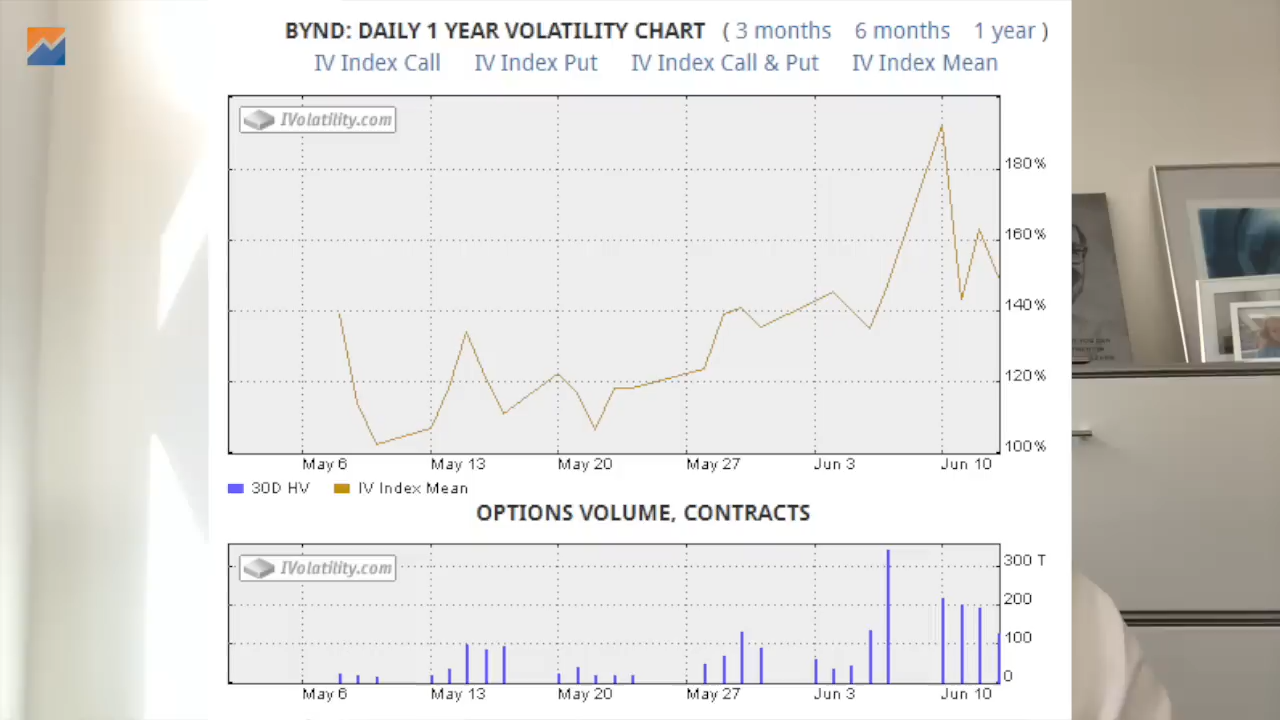 BYND: DAILY 1 YEAR VOLATILITY CHART ( 3 months 6 months 1 year )
IV Index Call IV Index Put IV Index Call & Put IV Index Mean
IVolatility.com
180%
160%
140%
120%
100%
May 6 May 13 May 20 May 27 Jun 3 Jun 10
30D HV IV Index Mean
OPTIONS VOLUME, CONTRACTS
IVolatility.com
300 T
200
100
0
May 6 May 13 May 20 May 27 Jun 3 Jun 10